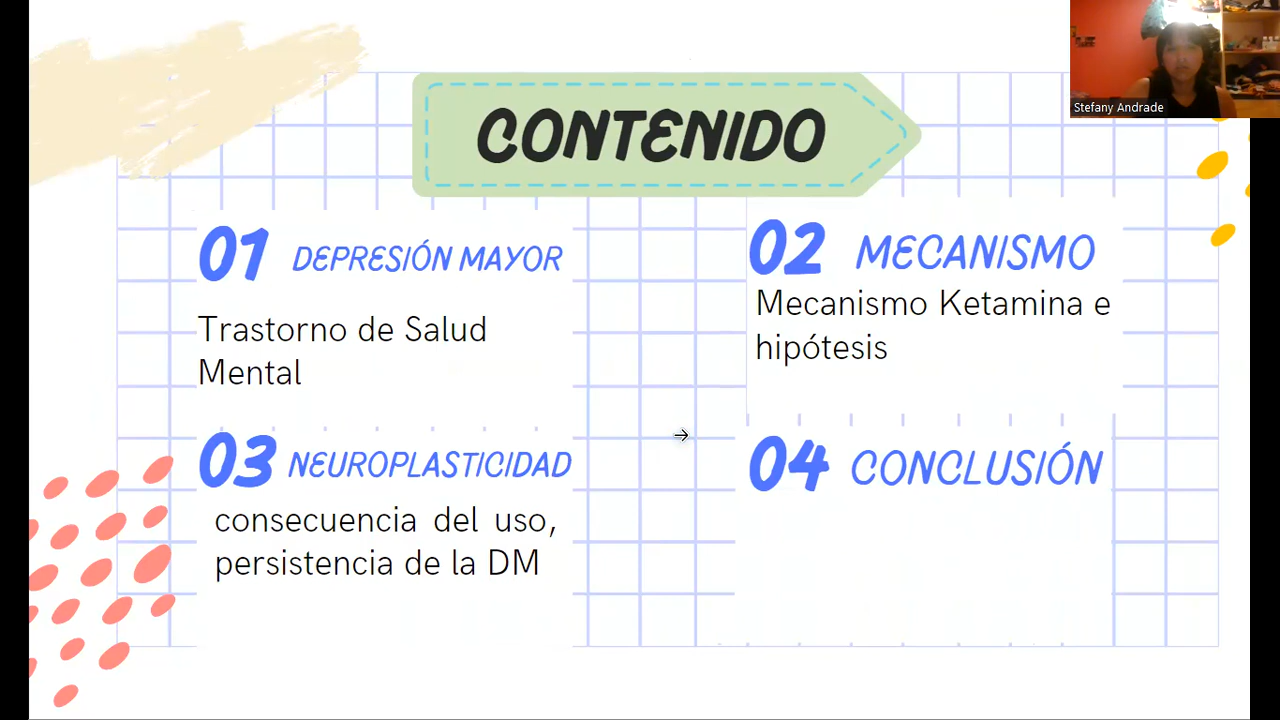 Stefany Andrade
CONTENIDO
01 DEPRESIÓN MAYOR
Trastorno de Salud
Mental
02 MECANISMO
Mecanismo Ketamina e
hipótesis
03 NEUROPLASTICIDAD
consecuencia del uso,
persistencia de la DM
04 CONCLUSIÓN